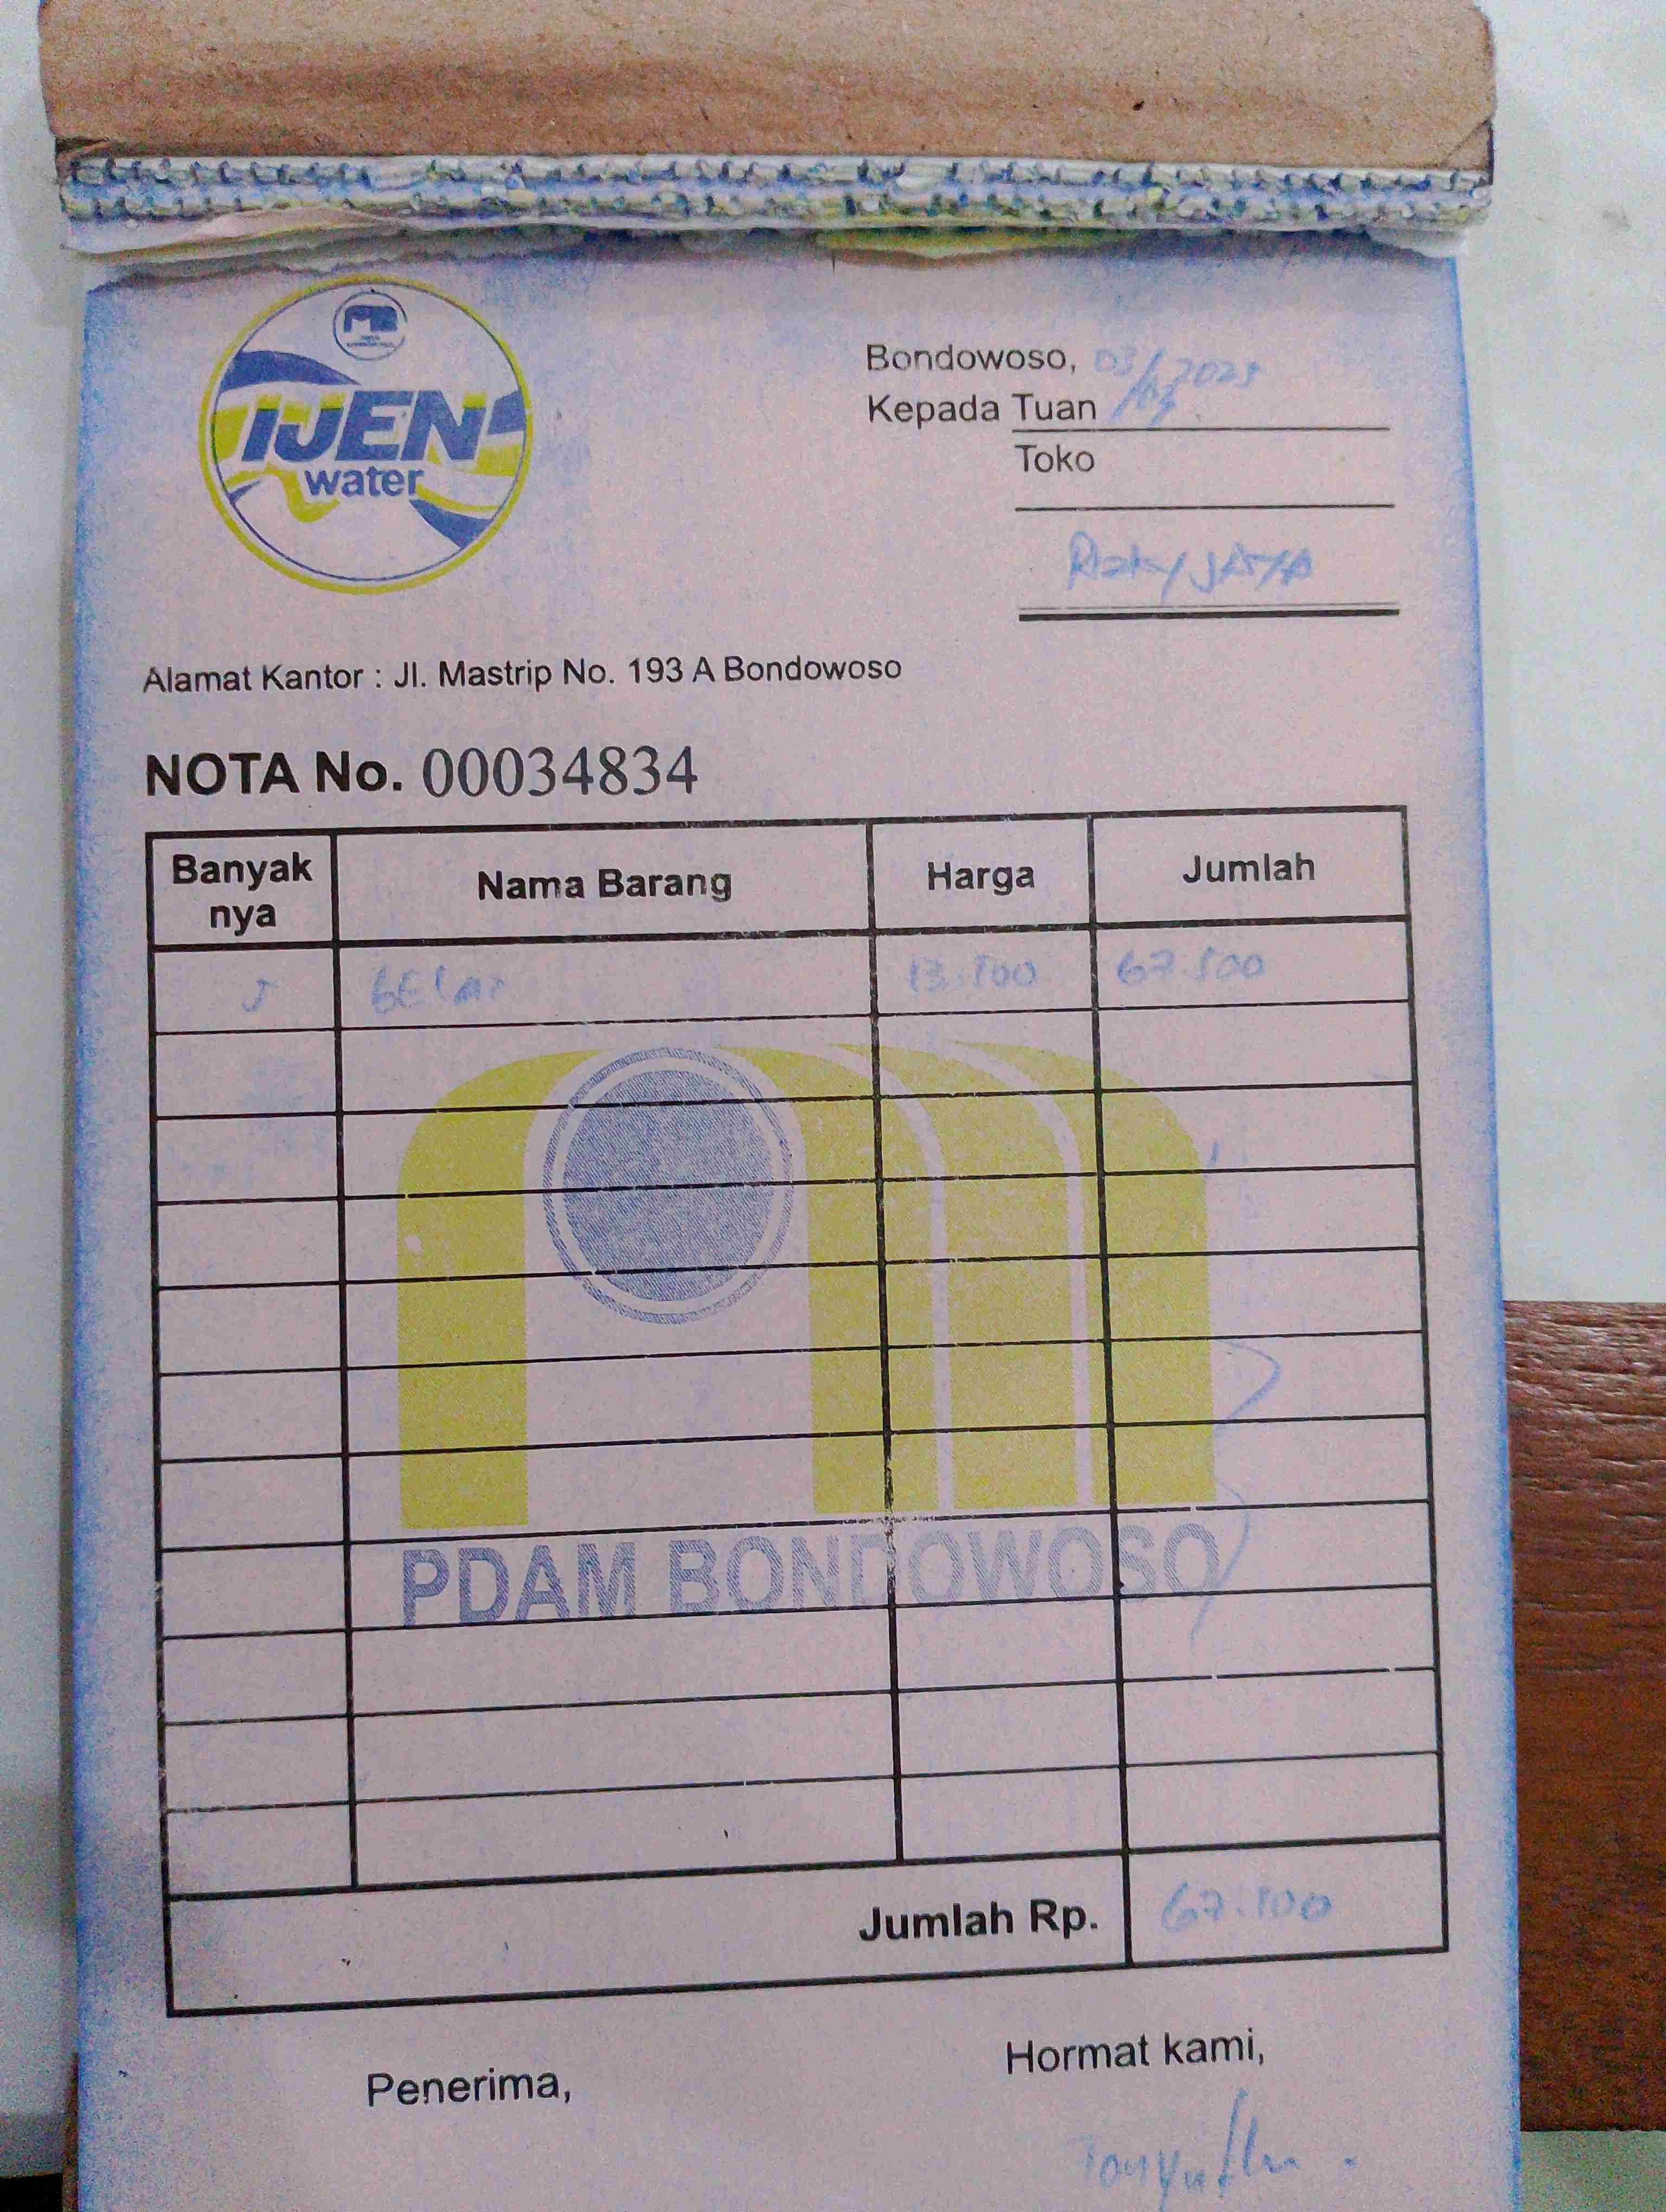 IJEN
water
Bondowoso, 03/ 2025
Kepada Tuan
Toko
Rizky JAYA
Alamat Kantor : Jl. Mastrip No. 193 A Bondowoso
NOTA No. 00034834
Banyak nya Nama Barang Harga Jumlah
5 GELAS 13.500 67.500
PDAM BONDOWOSO
Jumlah Rp. 67.500
Penerima,
Hormat kami,